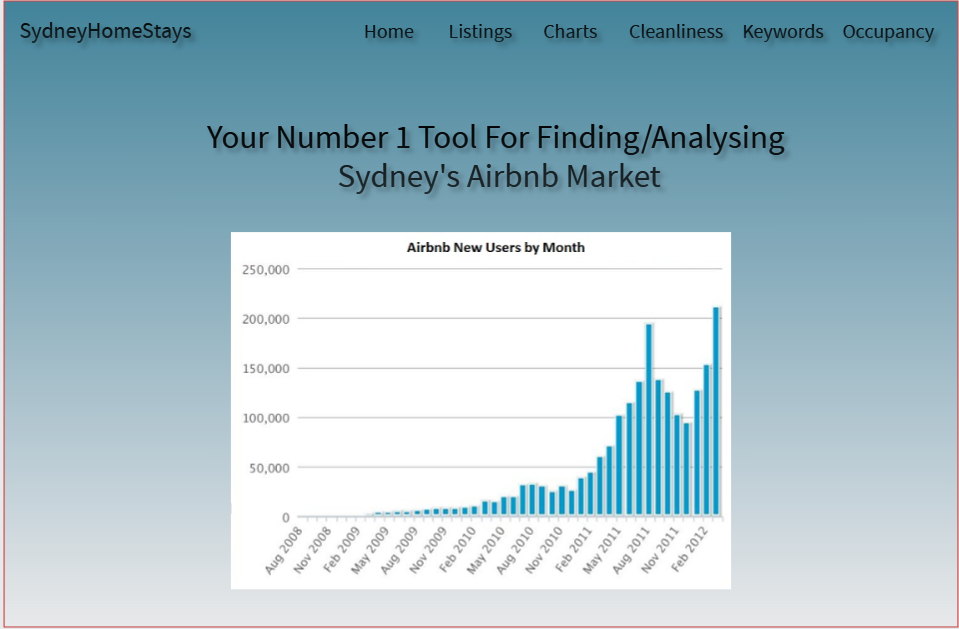 SydneyHomeStays
Home Listings Charts Cleanliness Keywords Occupancy
Your Number 1 Tool For Finding/Analysing
Sydney's Airbnb Market
Airbnb New Users by Month
250,000
200,000
150,000
100,000
50,000
0
Aug 2008
Nov 2008
Feb 2009
May 2009
Aug 2009
Nov 2009
Feb 2010
May 2010
Aug 2010
Nov 2010
Feb 2011
May 2011
Aug 2011
Nov 2011
Feb 2012